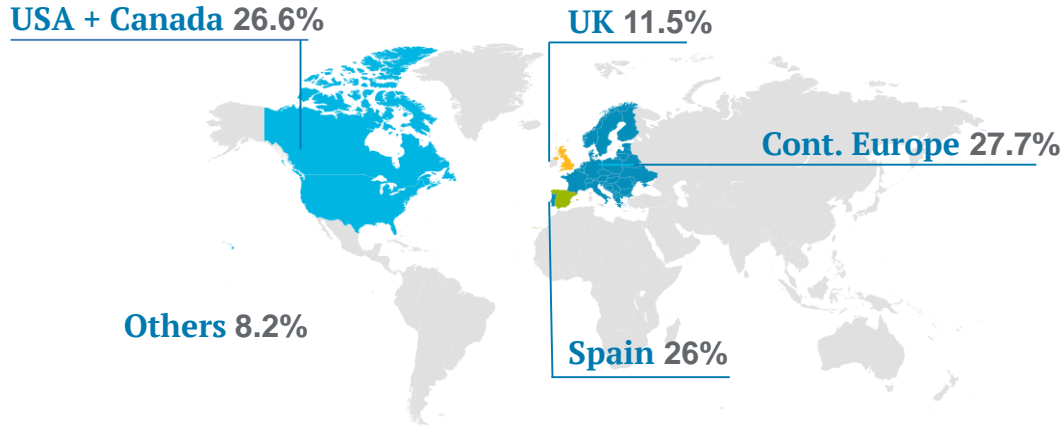 USA + Canada 26.6%
UK 11.5%
Cont. Europe 27.7%
Others 8.2%
Spain 26%